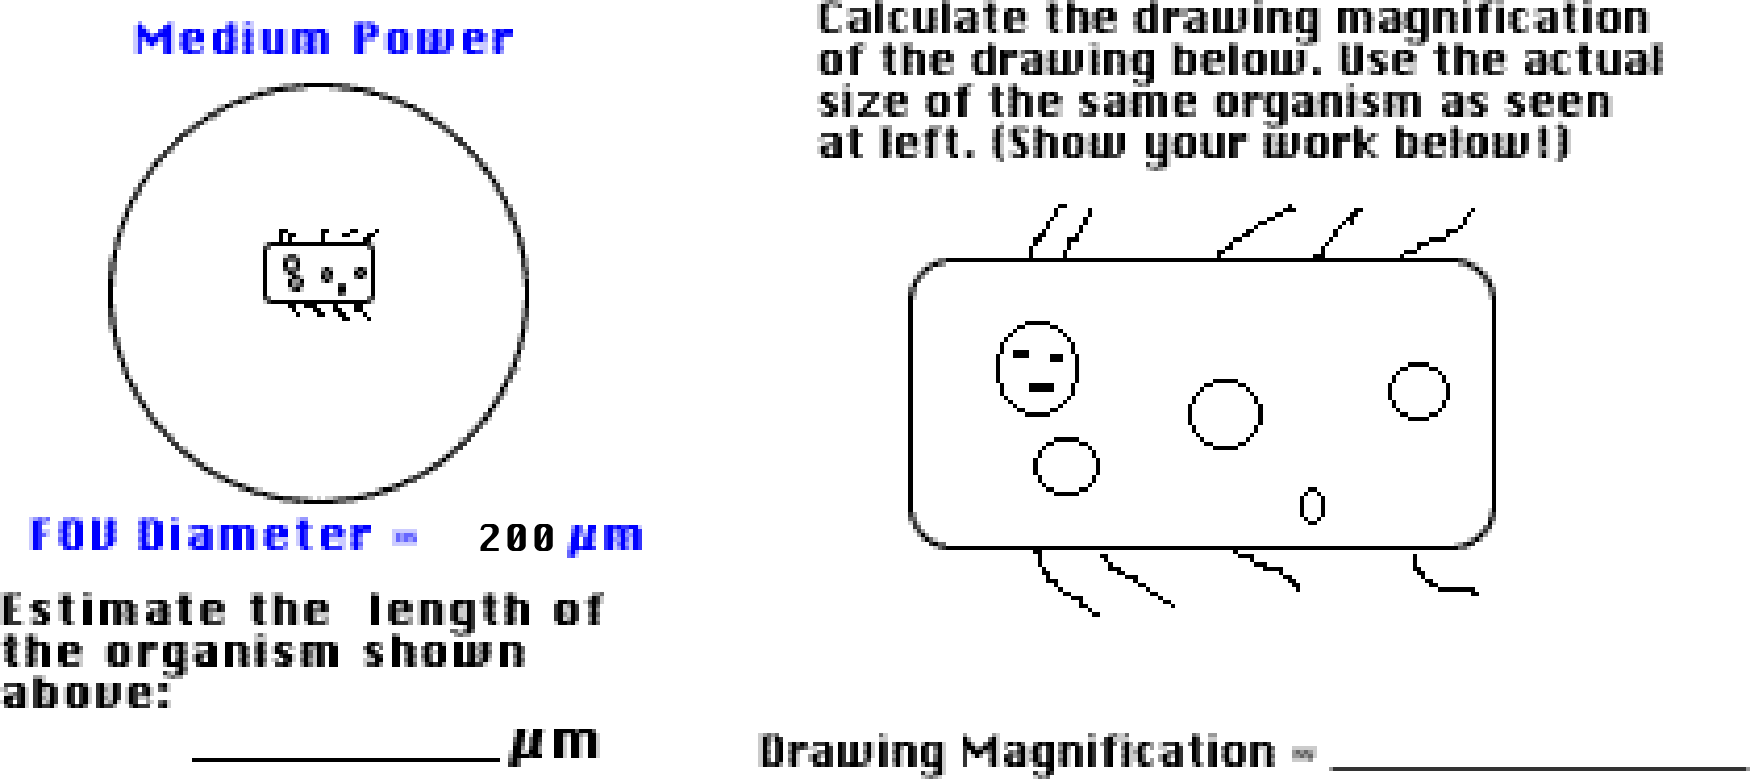 Medium Power
FOV Diameter = 200 µm
Estimate the length of
the organism shown
above:
µm
Calculate the drawing magnification
of the drawing below. Use the actual
size of the same organism as seen
at left. (Show your work below!)
Drawing Magnification =